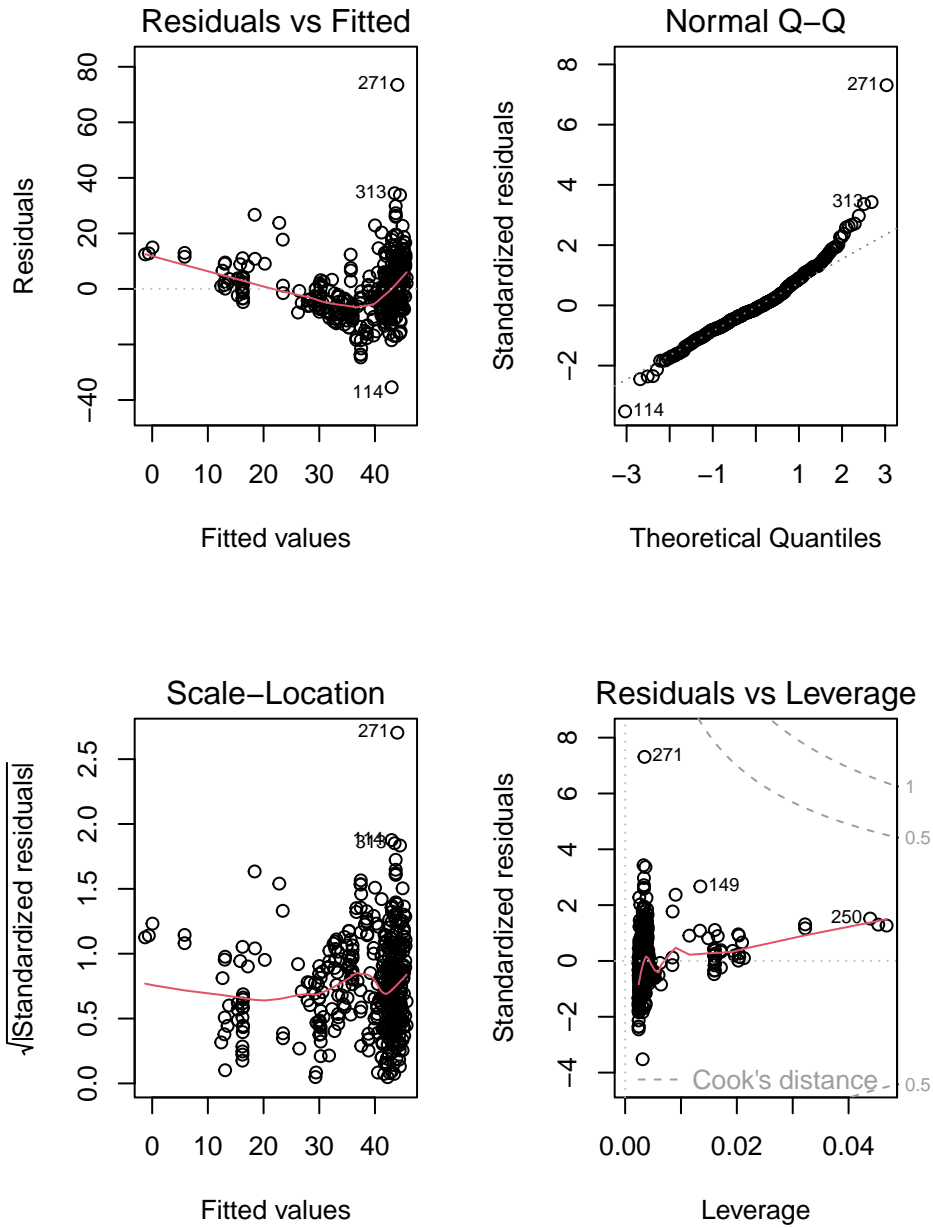 Residuals vs Fitted
Residuals
80
60
40
20
0
−20
−40
271
313
114
0 10 20 30 40
Fitted values
Normal Q−Q
Standardized residuals
8
6
4
2
0
−2
271
313
114
−3 −1 1 2 3
Theoretical Quantiles
Scale−Location
√|Standardized residuals|
2.5
2.0
1.5
1.0
0.5
0.0
271
114
313
0 10 20 30 40
Fitted values
Residuals vs Leverage
Standardized residuals
8
6
4
2
0
−2
−4
271
149
250
1
0.5
0.5
Cook's distance
0.00 0.02 0.04
Leverage